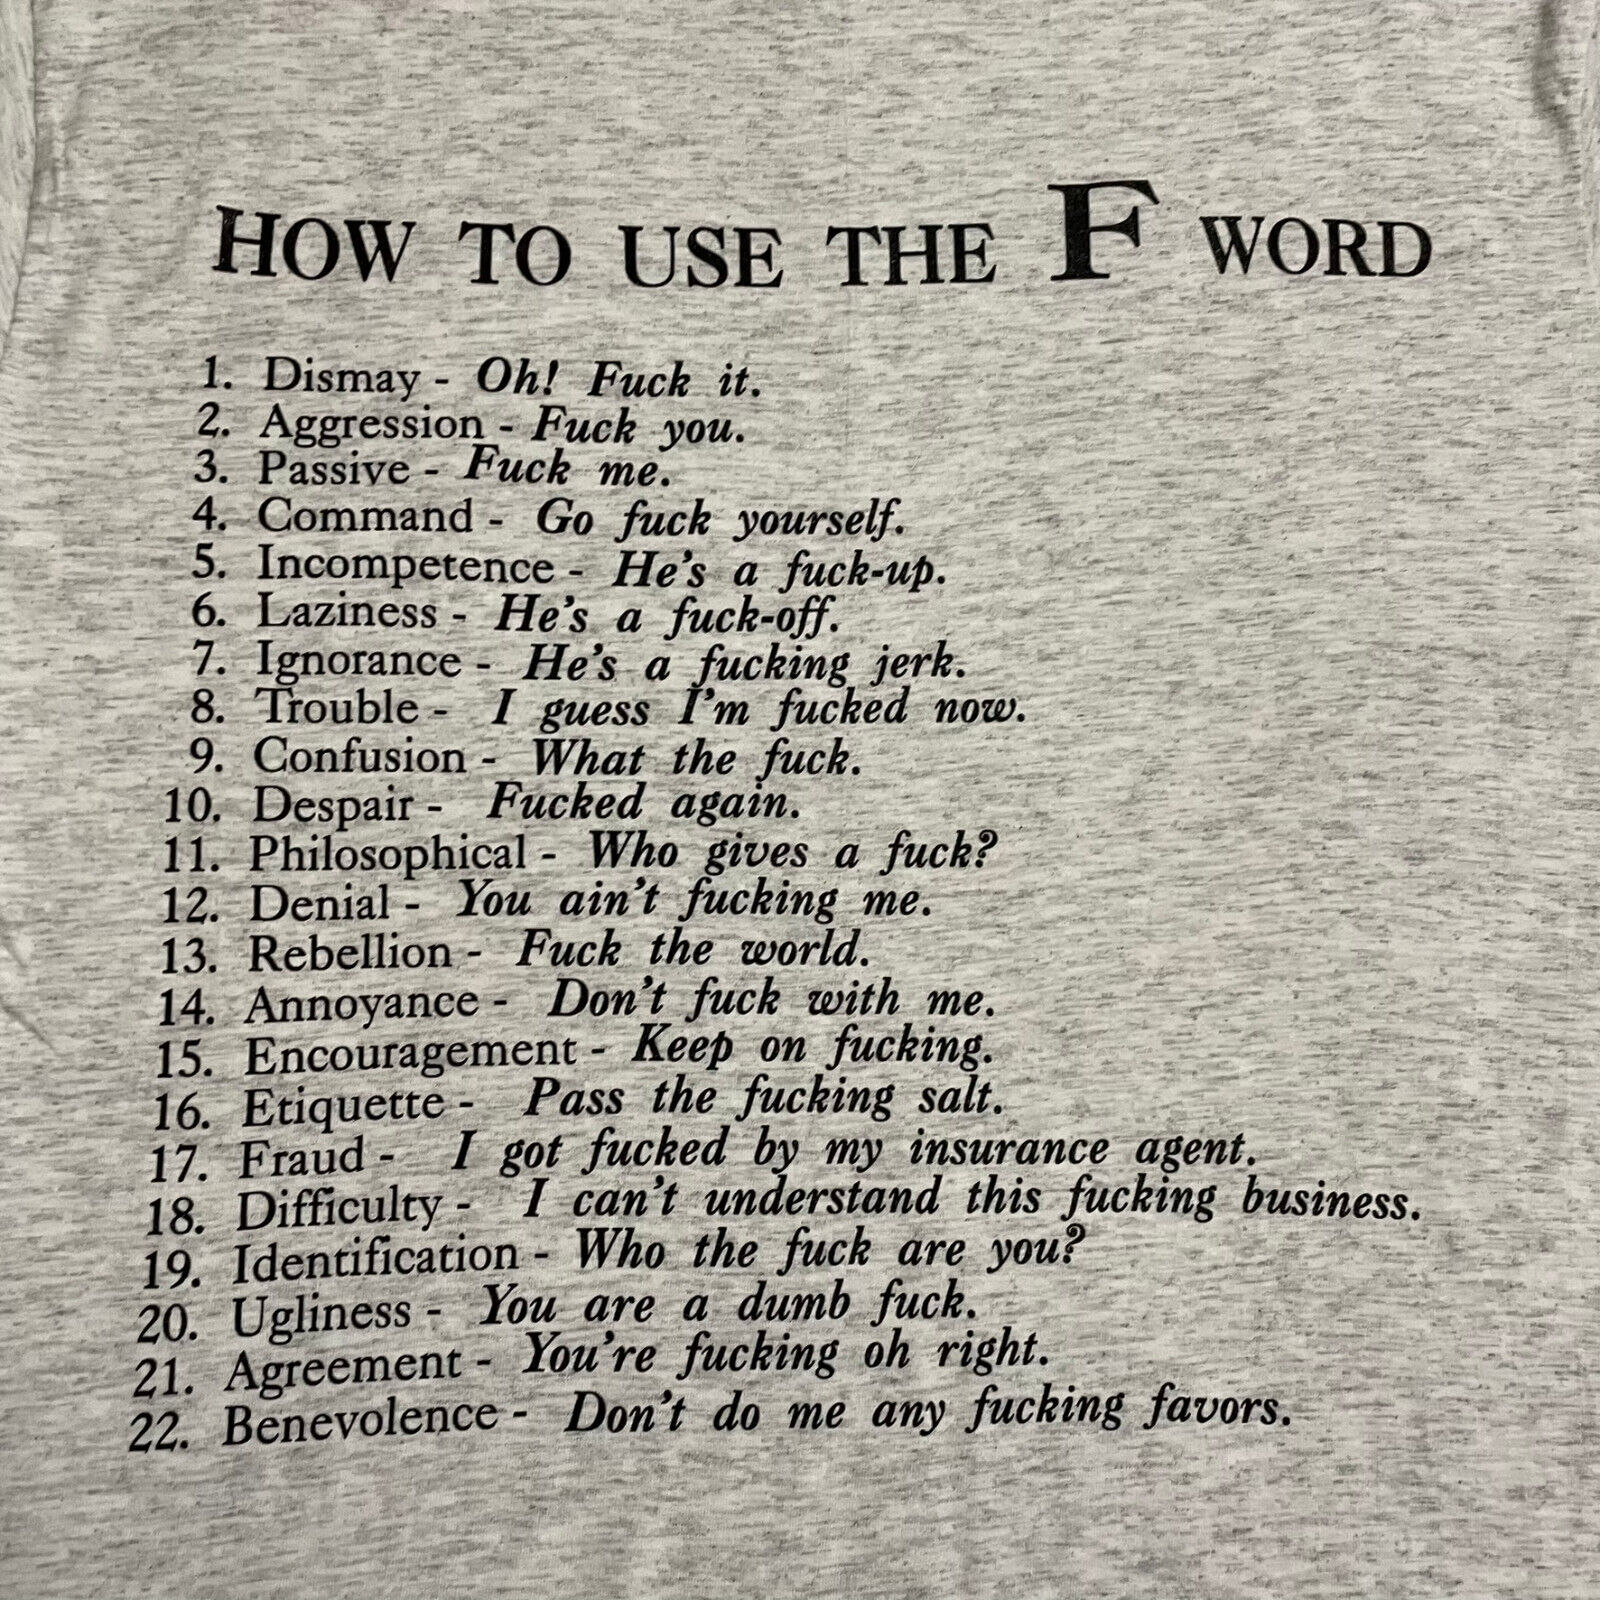 HOW TO USE THE F WORD
1. Dismay - Oh! Fuck it.
2. Aggression - Fuck you.
3. Passive - Fuck me.
4. Command - Go fuck yourself.
5. Incompetence - He's a fuck-up.
6. Laziness - He's a fuck-off.
7. Ignorance - He's a fucking jerk.
8. Trouble - I guess I'm fucked now.
9. Confusion - What the fuck.
10. Despair - Fucked again.
11. Philosophical - Who gives a fuck?
12. Denial - You ain't fucking me.
13. Rebellion - Fuck the world.
14. Annoyance - Don't fuck with me.
15. Encouragement - Keep on fucking.
16. Etiquette - Pass the fucking salt.
17. Fraud - I got fucked by my insurance agent.
18. Difficulty - I can't understand this fucking business.
19. Identification - Who the fuck are you?
20. Ugliness - You are a dumb fuck.
21. Agreement - You're fucking oh right.
22. Benevolence - Don't do me any fucking favors.